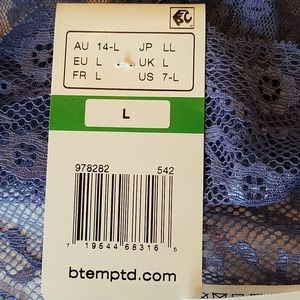 AU 14-L JP LL
EU L UK L
FR L US 7-L
L
978282 542
7 19544 68316 6
btemptd.com